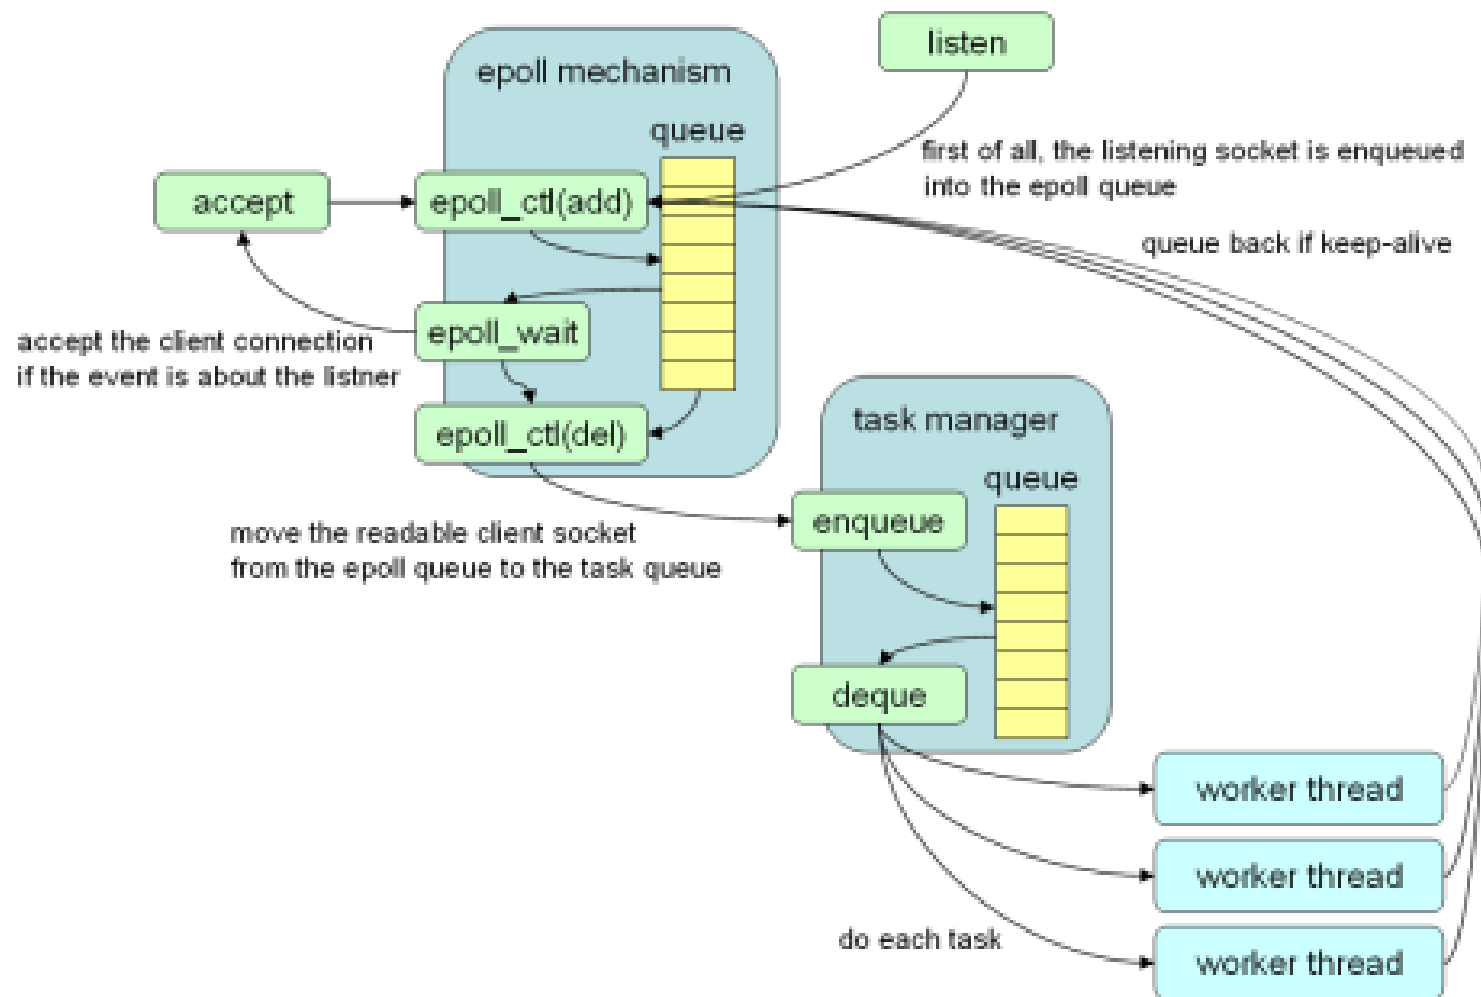 listen
epoll mechanism
queue
first of all, the listening socket is enqueued
into the epoll queue
accept
epoll_ctl(add)
queue back if keep-alive
epoll_wait
accept the client connection
if the event is about the listner
epoll_ctl(del)
task manager
queue
move the readable client socket
from the epoll queue to the task queue
enqueue
deque
worker thread
worker thread
do each task
worker thread